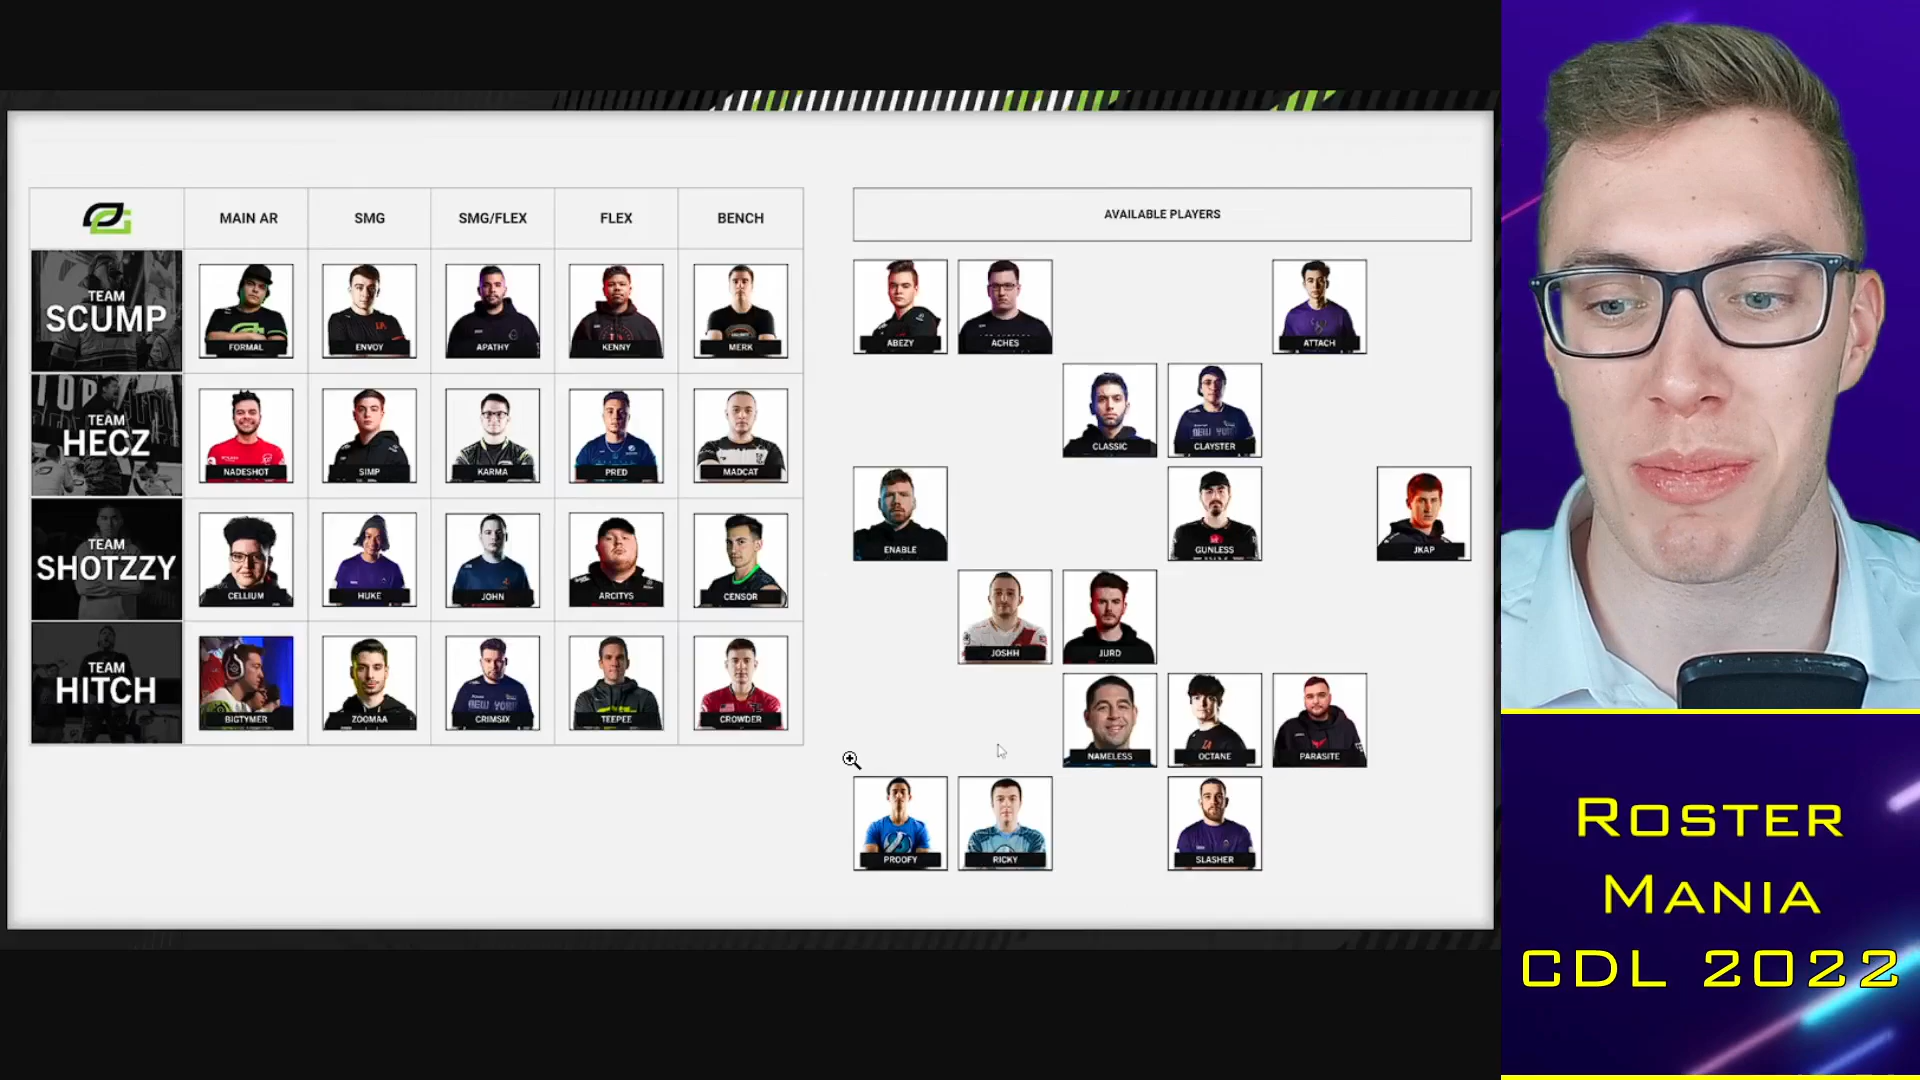 MAIN AR SMG SMG/FLEX FLEX BENCH
TEAM
SCUMP
FORMAL ENVOY APATHY KENNY MERK
TEAM
HECZ
NADESHOT SIMP KARMA PRED MADCAT
TEAM
SHOTZZY
CELLIUM HUKE JOHN ARCITYS CENSOR
TEAM
HITCH
BIGTYMER ZOOMAA CRIMSIX TEEPEE CROWDER
AVAILABLE PLAYERS
ABEZY ACHES ATTACH
CLASSIC CLAYSTER
ENABLE GUNLESS JKAP
JOSHH JURD
NAMELESS OCTANE PARASITE
PROOFY RICKY SLASHER
ROSTER
MANIA
CDL 2022